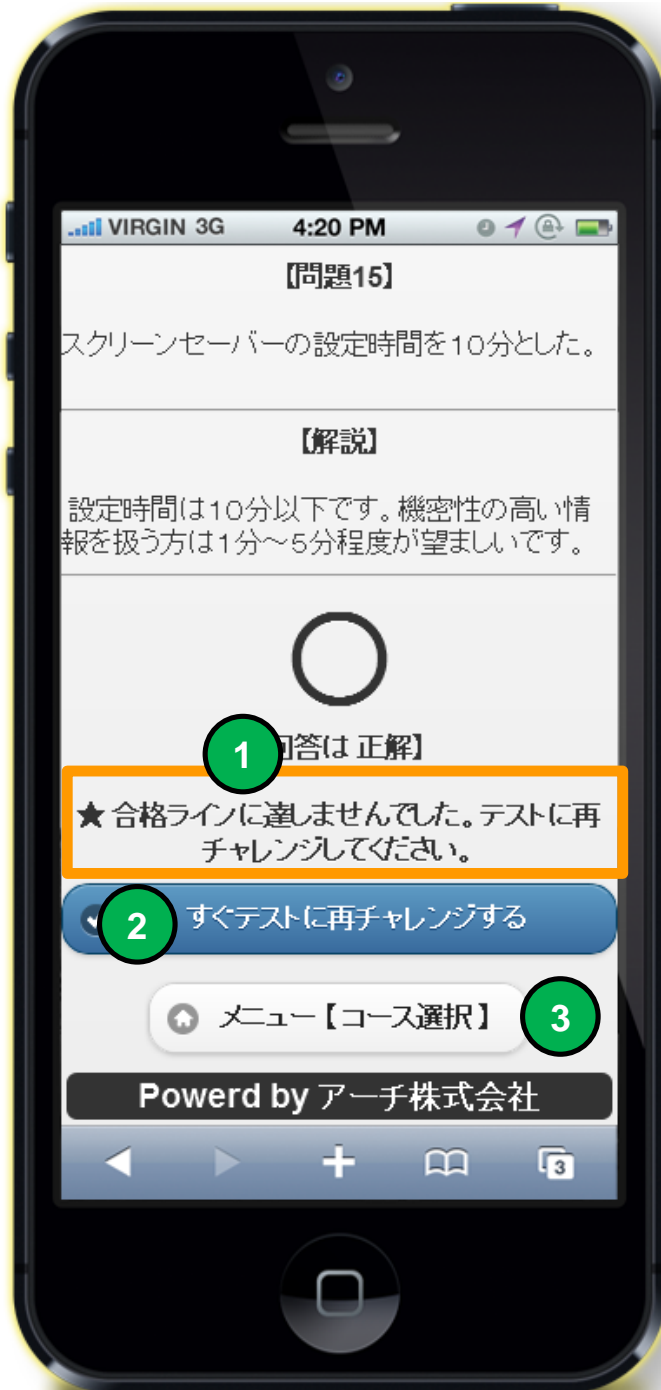 VIRGIN 3G 4:20 PM
【問題15】
スクリーンセーバーの設定時間を10分とした。
【解説】
設定時間は10分以下です。機密性の高い情
報を扱う方は1分～5分程度が望ましいです。
1
回答は 正解】
★ 合格ラインに達しませんでした。テストに再
チャレンジしてください。
2 すぐテストに再チャレンジする
メニュー【コース選択】 3
Powerd by アーチ株式会社
3